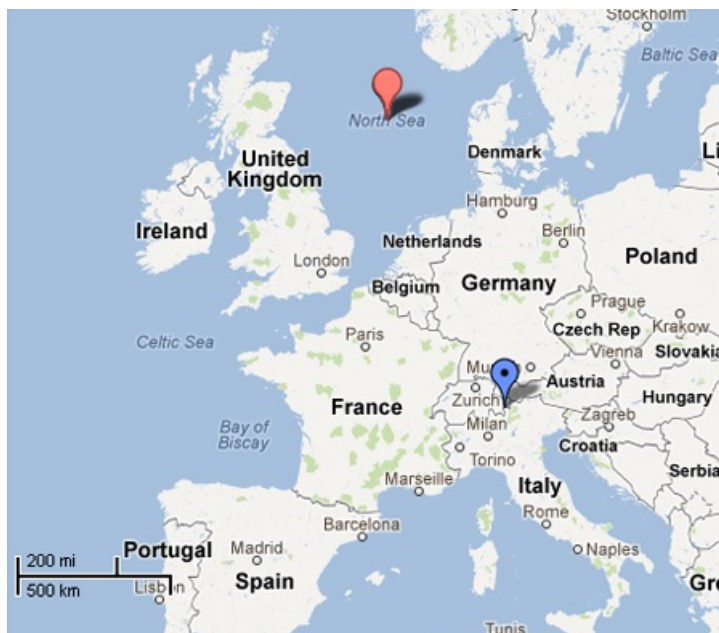 Stockholm
Baltic Sea
North Sea
Denmark
United
Kingdom
Hamburg
Ireland
Berlin
Netherlands
Poland
London
Belgium
Germany
Prague
Celtic Sea
Paris
Czech Rep
Krakow
Vienna
Slovakia
Austria
Zurich
Hungary
France
Milan
Zagreb
Bay of
Biscay
Croatia
Torino
Serbia
Marseille
Italy
Rome
Barcelona
Portugal
Madrid
Naples
200 mi
Spain
500 km
Tunis